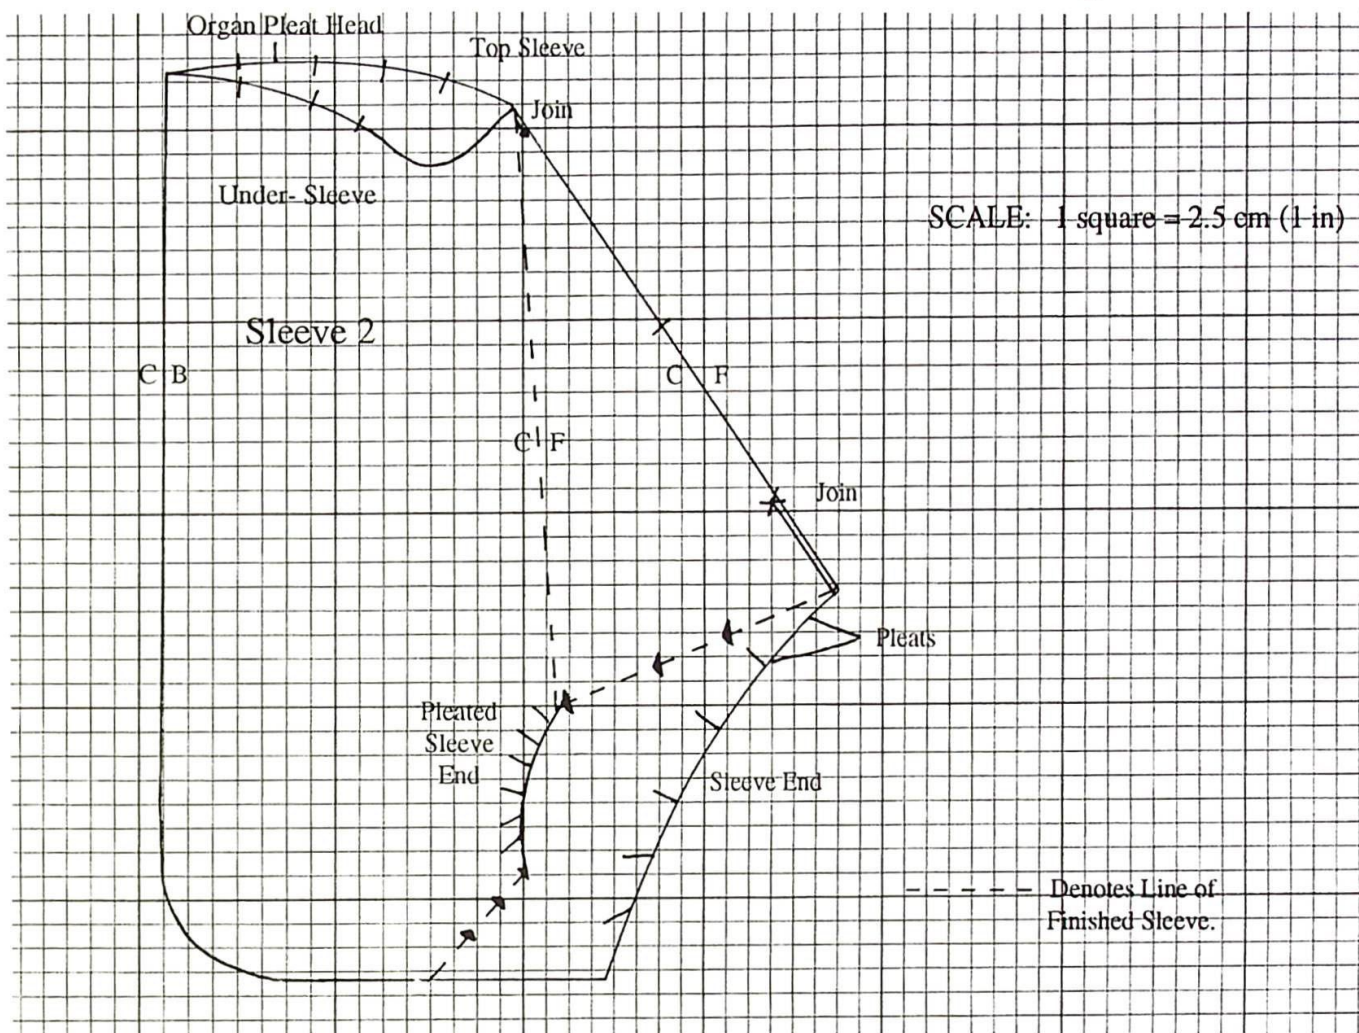 Organ Pleat Head
Top Sleeve
Join
Under- Sleeve
SCALE: 1 square = 2.5 cm (1 in)
Sleeve 2
C B
C F
C F
Join
Pleats
Pleated
Sleeve
End
Sleeve End
Denotes Line of
Finished Sleeve.